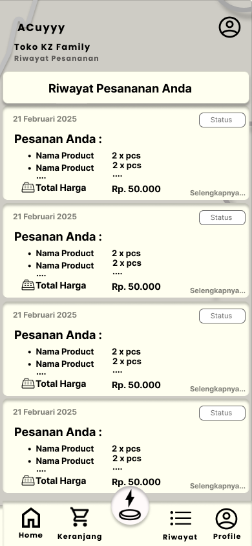 ACuyyy
Toko KZ Family
Riwayat Pesananan
Riwayat Pesananan Anda
21 Februari 2025 Status
Pesanan Anda :
• Nama Product 2 x pcs
• Nama Product 2 x pcs
.... ....
Total Harga Rp. 50.000
Selengkapnya...
21 Februari 2025 Status
Pesanan Anda :
• Nama Product 2 x pcs
• Nama Product 2 x pcs
.... ....
Total Harga Rp. 50.000
Selengkapnya...
21 Februari 2025 Status
Pesanan Anda :
• Nama Product 2 x pcs
• Nama Product 2 x pcs
.... ....
Total Harga Rp. 50.000
Selengkapnya...
21 Februari 2025 Status
Pesanan Anda :
• Nama Product 2 x pcs
• Nama Product 2 x pcs
.... ....
Total Harga Rp. 50.000
Selengkapnya...
Home Keranjang Riwayat Profile